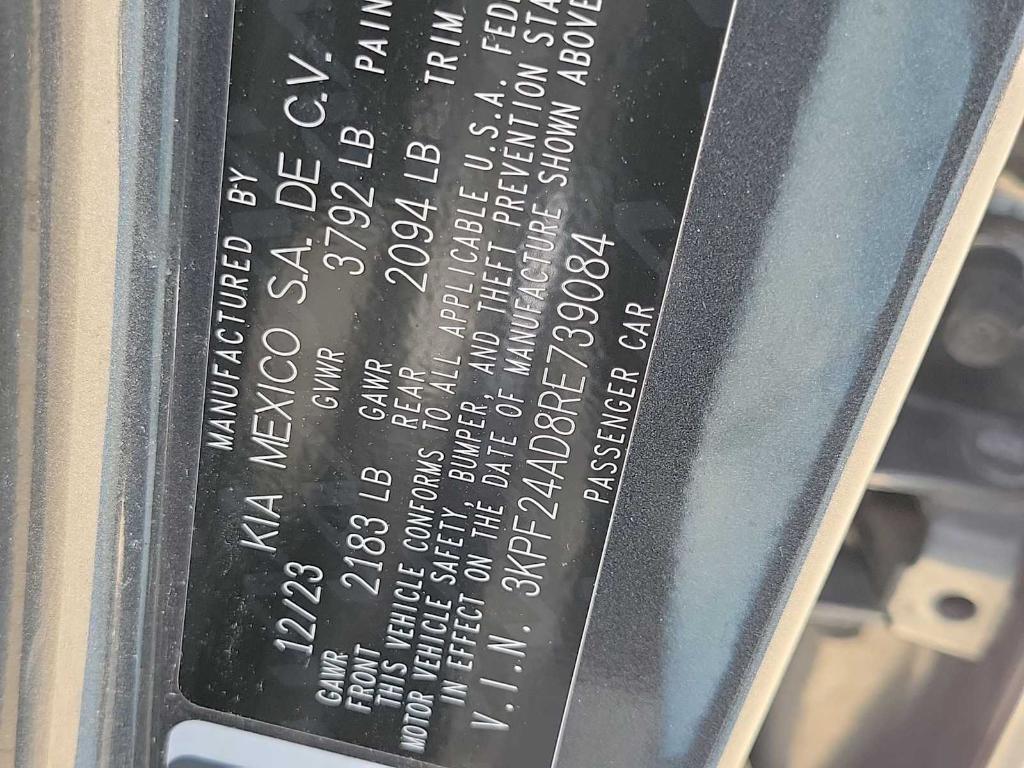 MANUFACTURED BY
12/23 KIA MEXICO S.A. DE C.V.
GVWR 3792 LB
GAWR FRONT 2183 LB GAWR REAR 2094 LB TRIM
THIS VEHICLE CONFORMS TO ALL APPLICABLE U.S.A.
MOTOR VEHICLE SAFETY, BUMPER, AND THEFT PREVENTION
IN EFFECT ON THE DATE OF MANUFACTURE SHOWN ABOVE
V.I.N. 3KPF24AD8RE739084
PASSENGER CAR